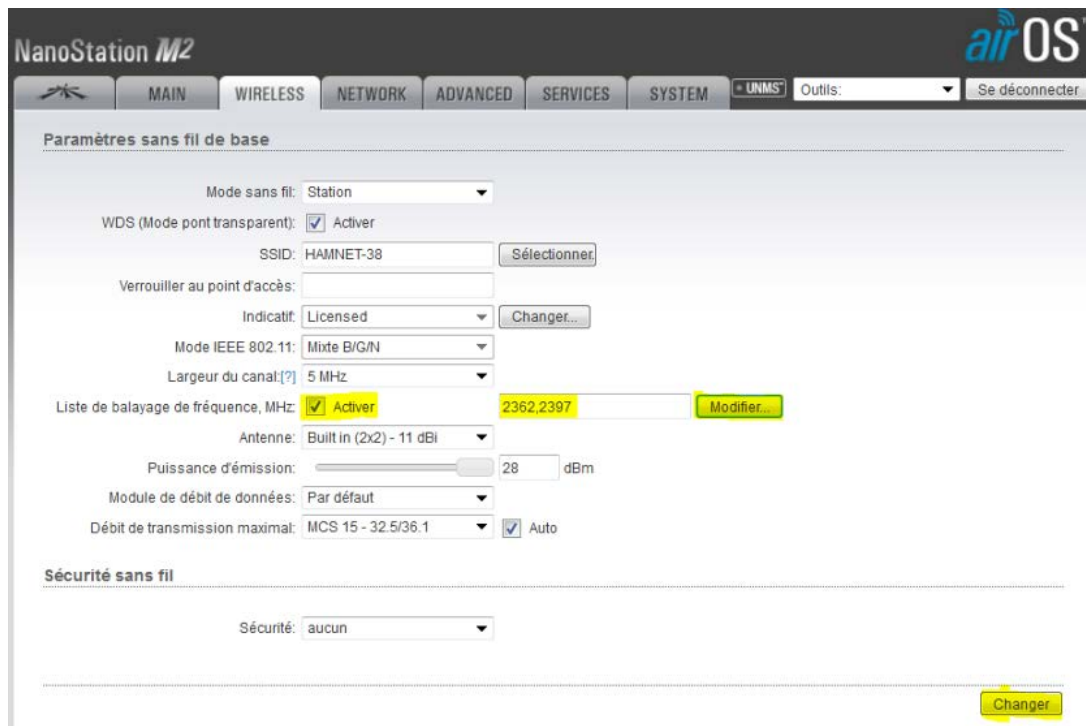 NanoStation M2
airOS
MAIN WIRELESS NETWORK ADVANCED SERVICES SYSTEM UNMS Outils: Se déconnecter
Paramètres sans fil de base
Mode sans fil: Station
WDS (Mode pont transparent): Activer
SSID: HAMNET-38 Sélectionner
Verrouiller au point d'accès:
Indicatif: Licensed Changer...
Mode IEEE 802.11: Mixte B/G/N
Largeur du canal:[?] 5 MHz
Liste de balayage de fréquence, MHz: Activer 2362,2397 Modifier...
Antenne: Built in (2x2) - 11 dBi
Puissance d'émission: 28 dBm
Module de débit de données: Par défaut
Débit de transmission maximal: MCS 15 - 32.5/36.1 Auto
Sécurité sans fil
Sécurité: aucun
Changer